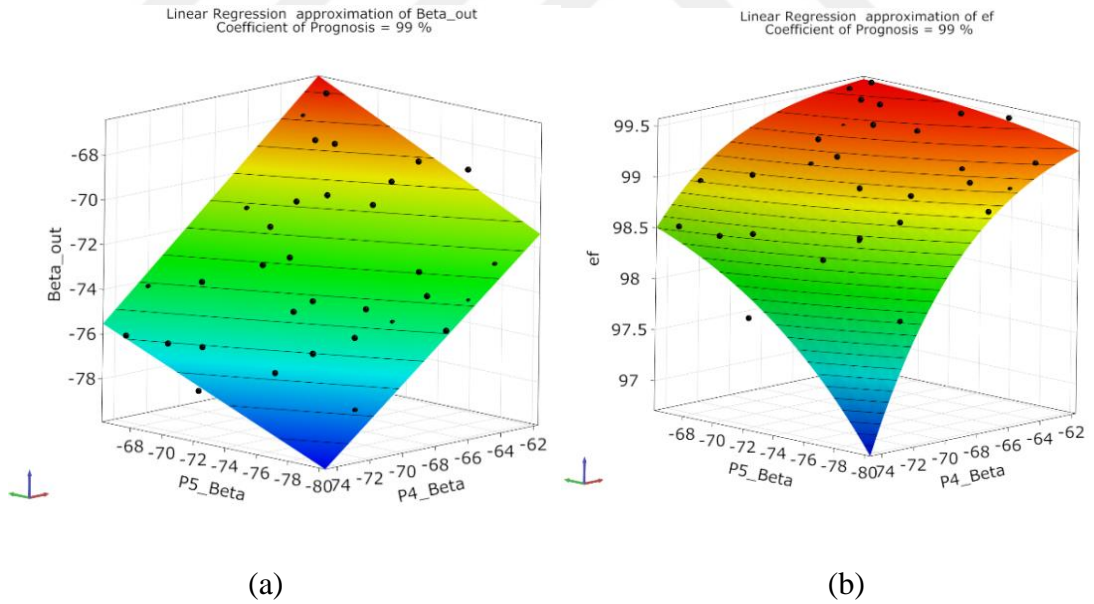 Linear Regression approximation of Beta_out
Coefficient of Prognosis = 99 %
Beta_out
-68
-70
-72
-74
-76
-78
-68 -70 -72 -74 -76 -78 -80
P5_Beta
74 -72 -70 -68 -66 -64 -62
P4_Beta
(a)
Linear Regression approximation of ef
Coefficient of Prognosis = 99 %
ef
99.5
99
98.5
98
97.5
97
-68 -70 -72 -74 -76 -78 -80
P5_Beta
74 -72 -70 -68 -66 -64 -62
P4_Beta
(b)